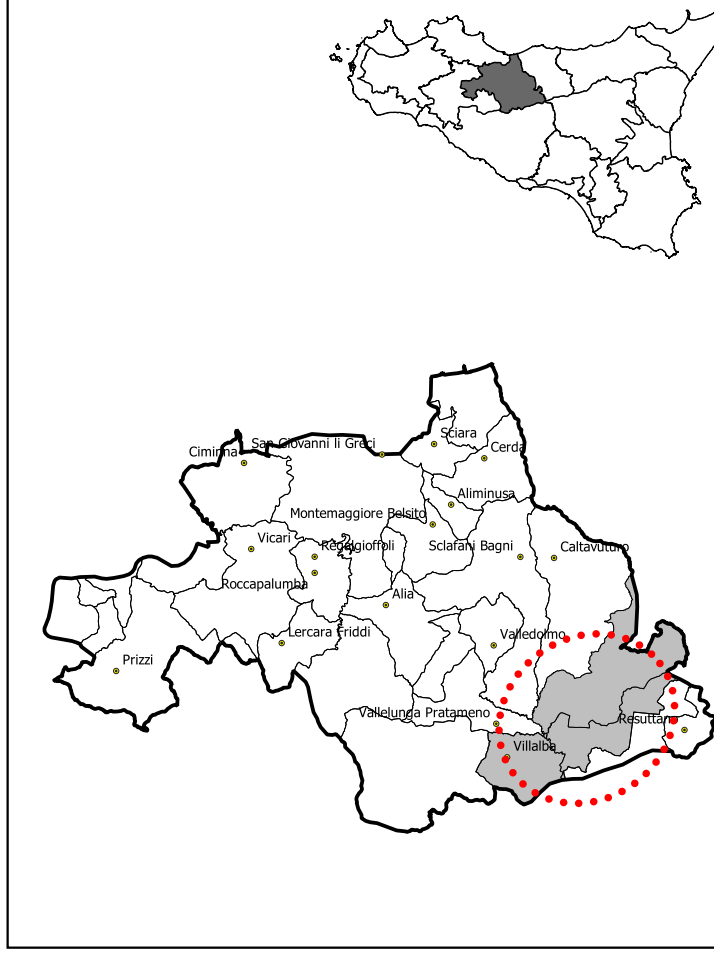 Sciara
San Giovanni li Greci
Ciminna
Cerda
Aliminusa
Montemaggiore Belsito
Vicari
Regalgioffoli
Sclafani Bagni
Caltavuturo
Roccapalumba
Alia
Lercara Friddi
Valledolmo
Prizzi
Vallelunga Pratameno
Resuttano
Villalba